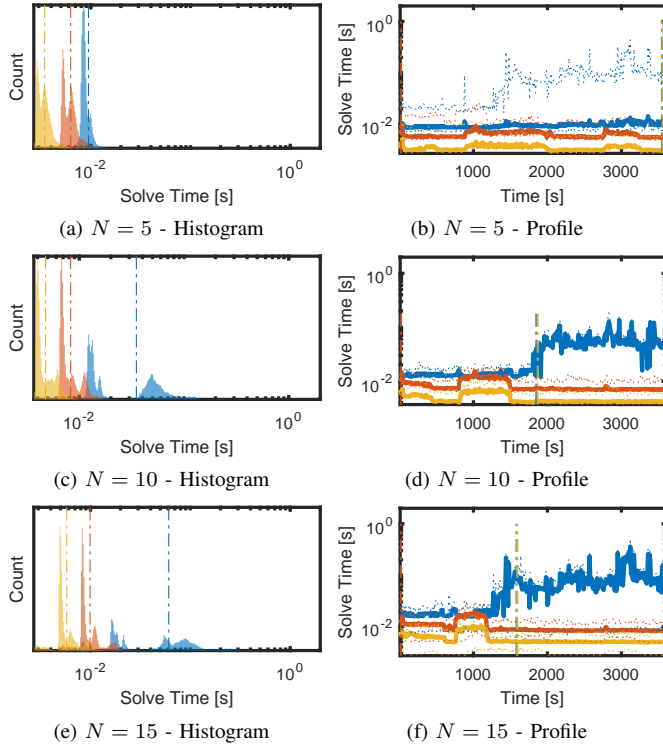 Count
10^-2
10^0
Solve Time [s]
(a) N = 5 - Histogram
Solve Time [s]
10^0
10^-2
1000
2000
3000
Time [s]
(b) N = 5 - Profile
Count
10^-2
10^0
Solve Time [s]
(c) N = 10 - Histogram
Solve Time [s]
10^0
10^-2
1000
2000
3000
Time [s]
(d) N = 10 - Profile
Count
10^-2
10^0
Solve Time [s]
(e) N = 15 - Histogram
Solve Time [s]
10^0
10^-2
1000
2000
3000
Time [s]
(f) N = 15 - Profile